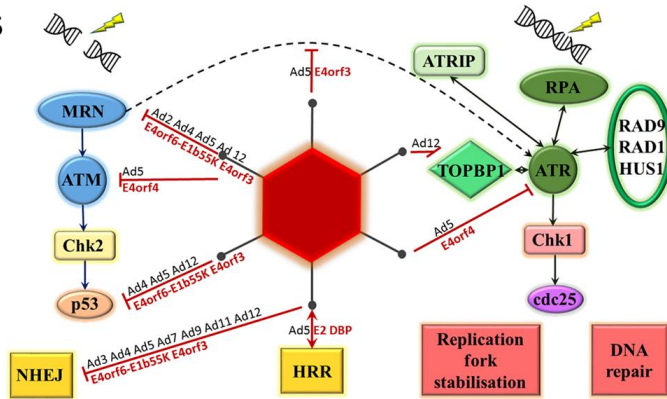 MRN
ATM
Chk2
p53
NHEJ
Ad2 Ad4 Ad5 Ad 12
E4orf6-E1b55K E4orf3
Ad5
E4orf4
Ad4 Ad5 Ad12
E4orf6-E1b55K E4orf3
Ad3 Ad4 Ad5 Ad7 Ad9 Ad11 Ad12
E4orf6-E1b55K E4orf3
Ad5 E4orf3
Ad12
Ad5
E4orf4
Ad5 E2 DBP
HRR
ATRIP
RPA
TOPBP1
ATR
RAD9
RAD1
HUS1
Chk1
cdc25
Replication
fork
stabilisation
DNA
repair